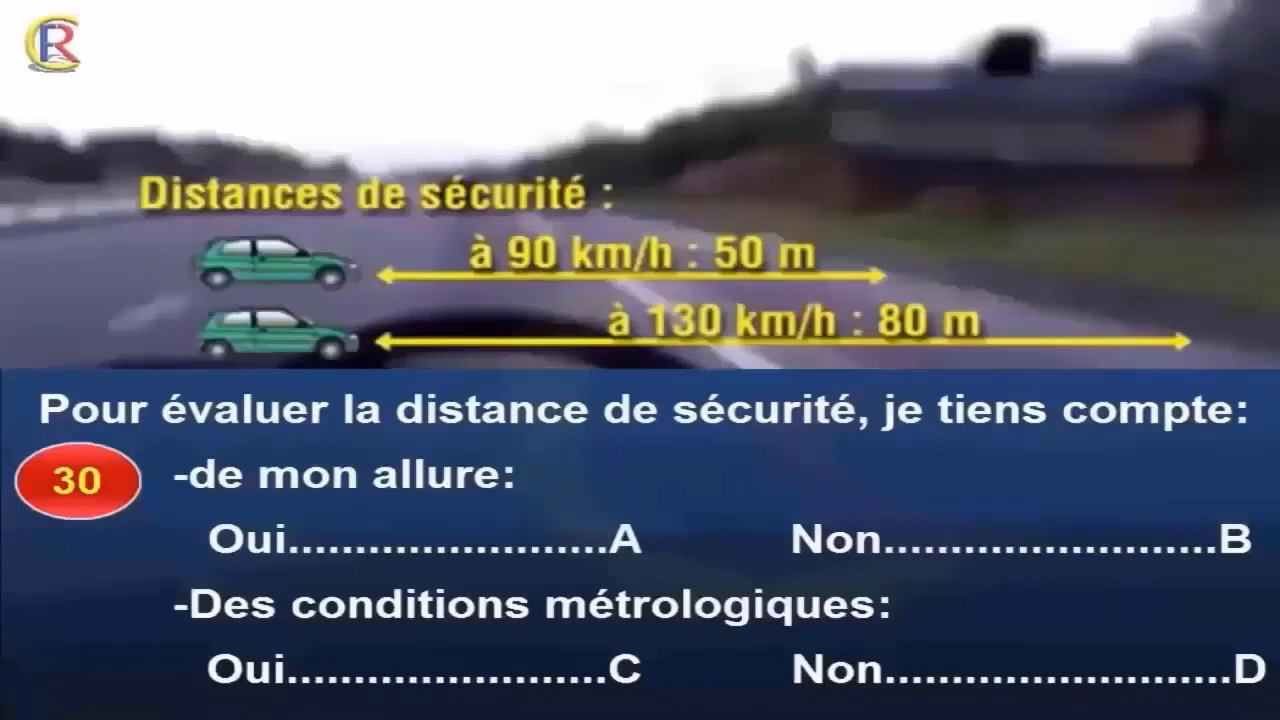 CFR
Distances de sécurité :
à 90 km/h : 50 m
à 130 km/h : 80 m
Pour évaluer la distance de sécurité, je tiens compte:
30
-de mon allure:
Oui........................A Non.........................B
-Des conditions métrologiques:
Oui........................C Non..........................D